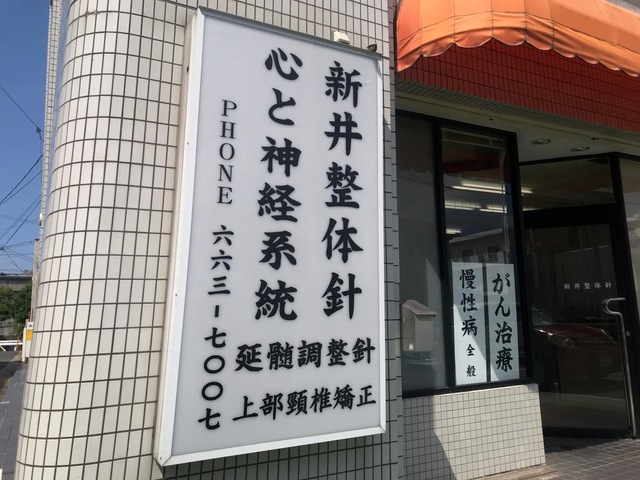 新井整体針
心と神経系統
PHONE 六六三-七〇〇七
延髄調整針
上部頸椎矯正
がん治療
慢性病全般
新井整体針